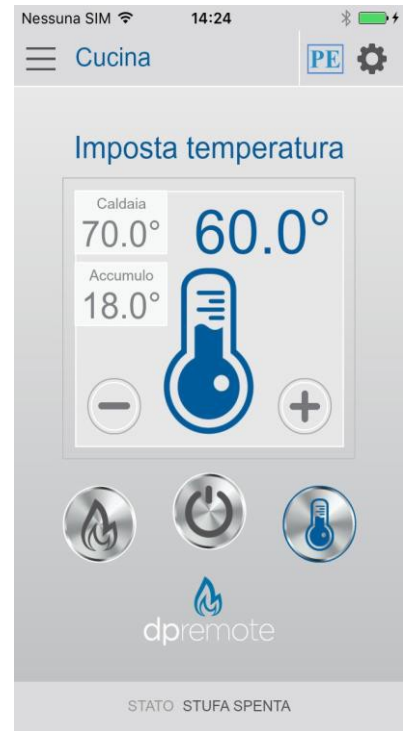 Nessuna SIM 14:24
Cucina PE
Imposta temperatura
Caldaia
70.0°
60.0°
Accumulo
18.0°
dpremote
STATO STUFA SPENTA